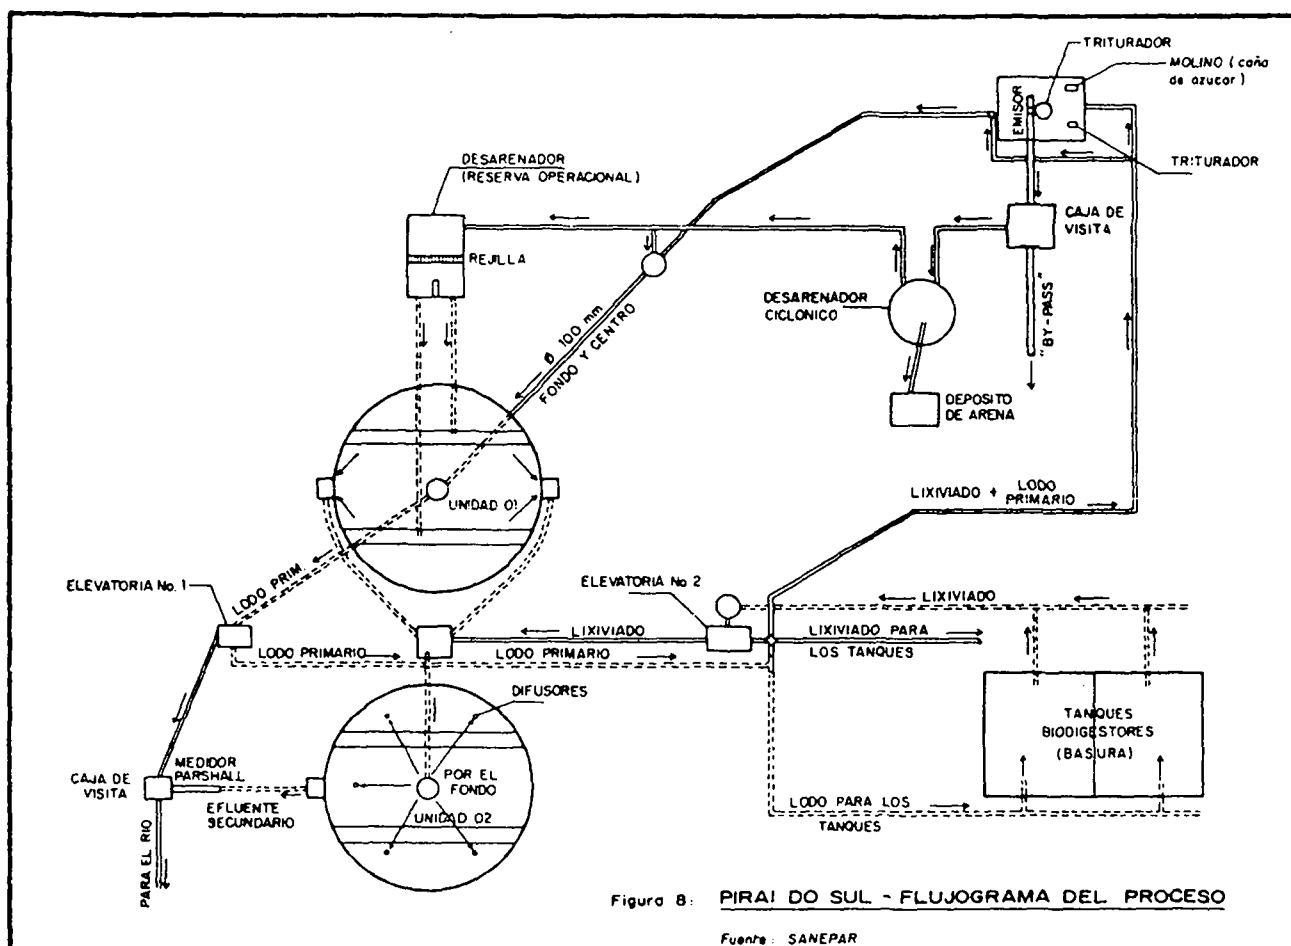 TRITURADOR
MOLINO (caña
de azucar)
EMISOR
TRITURADOR
DESARENADOR
(RESERVA OPERACIONAL)
CAJA DE
VISITA
REJILLA
DESARENADOR
CICLONICO
"BY-PASS"
Ø 100 mm
FONDO Y CENTRO
DEPOSITO
DE ARENA
UNIDAD 01
LIXIVIADO + LODO
PRIMARIO
ELEVATORIA No. 1
LODO PRIM.
ELEVATORIA No 2
LIXIVIADO
LIXIVIADO
LIXIVIADO PARA
LOS TANQUES
LODO PRIMARIO
LODO PRIMARIO
DIFUSORES
TANQUES
BIODIGESTORES
(BASURA)
MEDIDOR
PARSHALL
CAJA DE
VISITA
POR EL
FONDO
EFLUENTE
SECUNDARIO
UNIDAD 02
LODO PARA LOS
TANQUES
PARA EL RIO
Figura 8: PIRAI DO SUL - FLUJOGRAMA DEL PROCESO
Fuente: SANEPAR